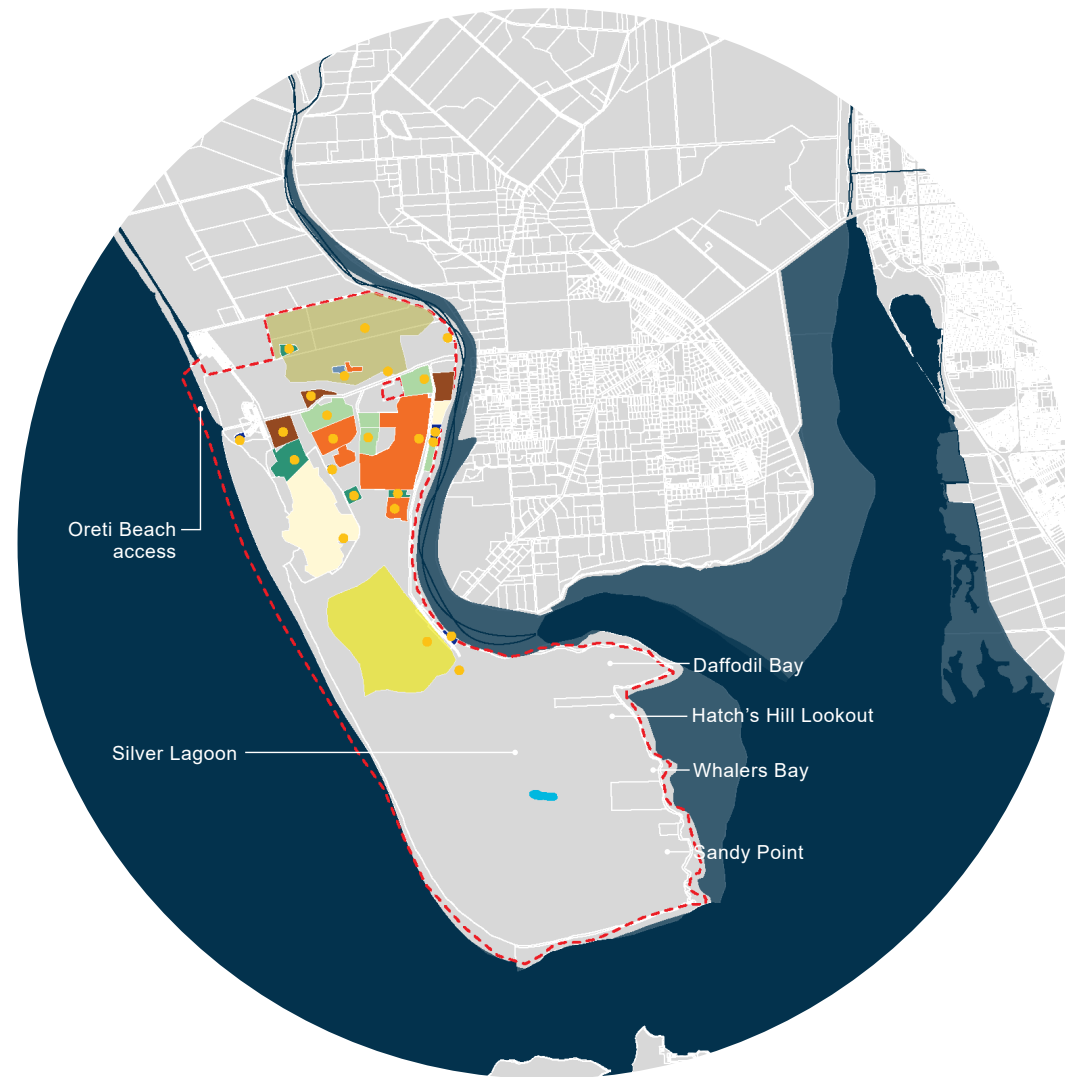 Oreti Beach
access
Daffodil Bay
Hatch’s Hill Lookout
Silver Lagoon
Whalers Bay
Sandy Point